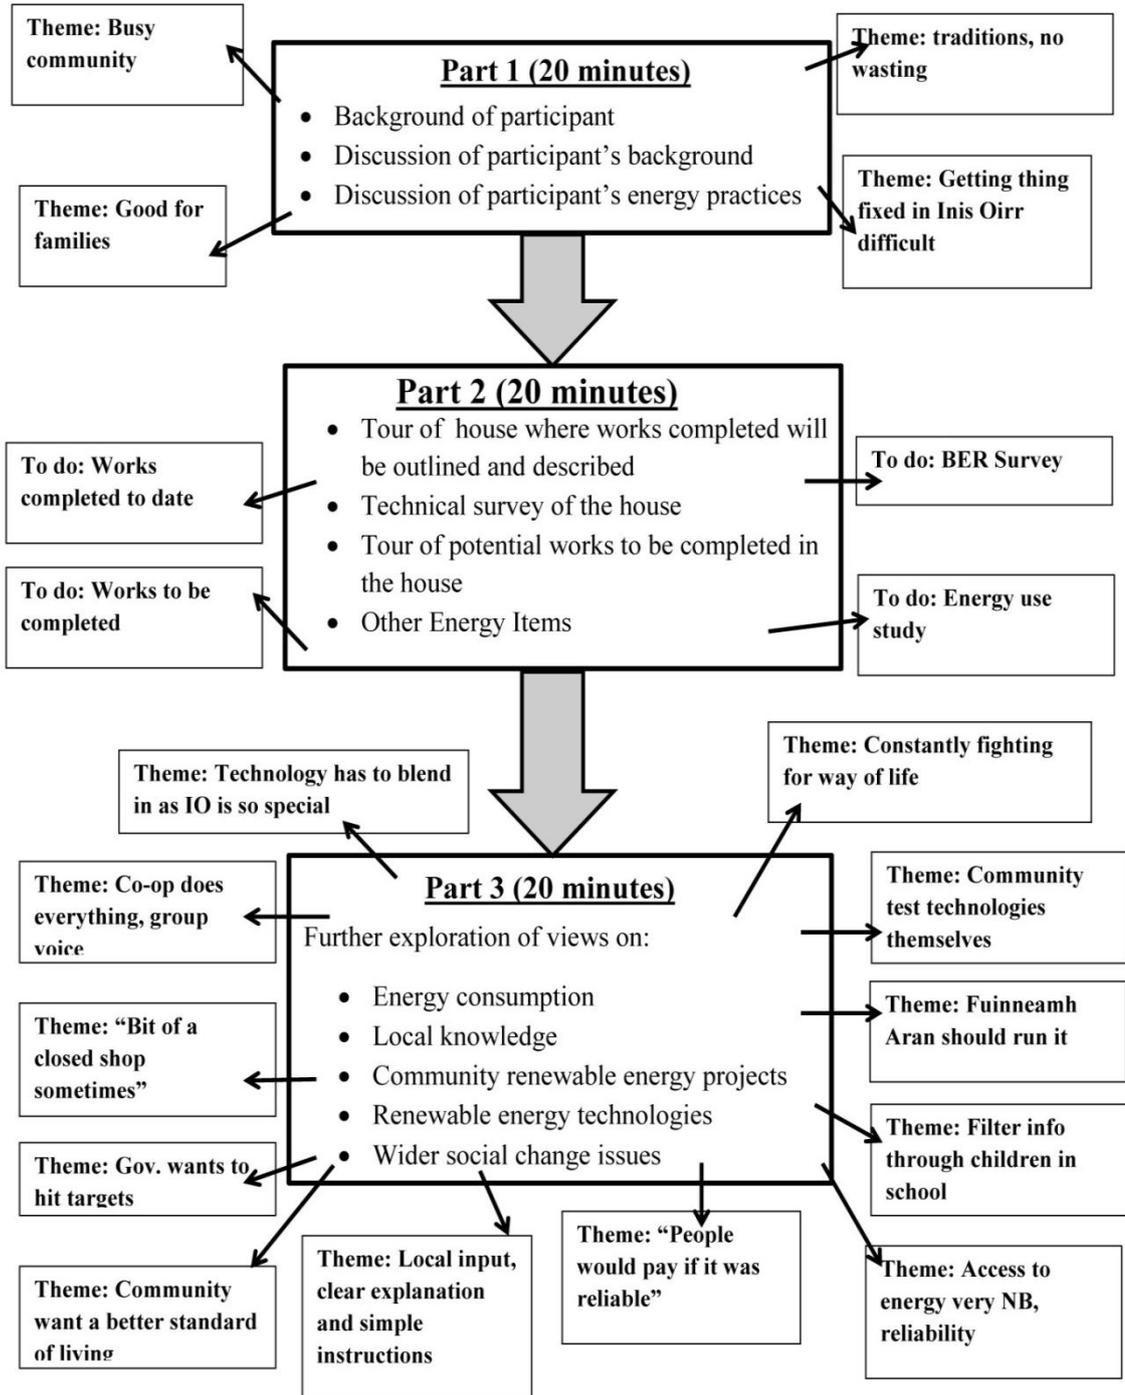 Theme: Busy
community
Theme: traditions, no
wasting
Part 1 (20 minutes)
• Background of participant
• Discussion of participant's background
• Discussion of participant's energy practices
Theme: Good for
families
Theme: Getting thing
fixed in Inis Oirr
difficult
Part 2 (20 minutes)
• Tour of house where works completed will
be outlined and described
• Technical survey of the house
• Tour of potential works to be completed in
the house
• Other Energy Items
To do: Works
completed to date
To do: BER Survey
To do: Works to be
completed
To do: Energy use
study
Theme: Technology has to blend
in as IO is so special
Theme: Constantly fighting
for way of life
Part 3 (20 minutes)
Further exploration of views on:
• Energy consumption
• Local knowledge
• Community renewable energy projects
• Renewable energy technologies
• Wider social change issues
Theme: Co-op does
everything, group
voice
Theme: Community
test technologies
themselves
Theme: “Bit of a
closed shop
sometimes”
Theme: Fuinneamh
Aran should run it
Theme: Gov. wants to
hit targets
Theme: Filter info
through children in
school
Theme: Community
want a better standard
of living
Theme: Local input,
clear explanation
and simple
instructions
Theme: “People
would pay if it was
reliable”
Theme: Access to
energy very NB,
reliability